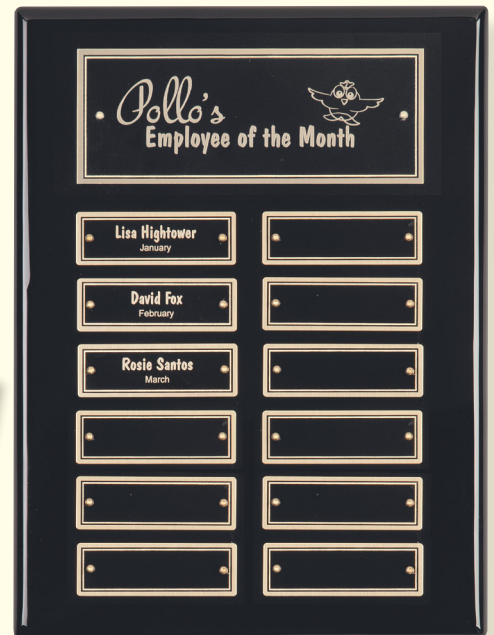 Pollo's
Employee of the Month
Lisa Hightower
January
David Fox
February
Rosie Santos
March